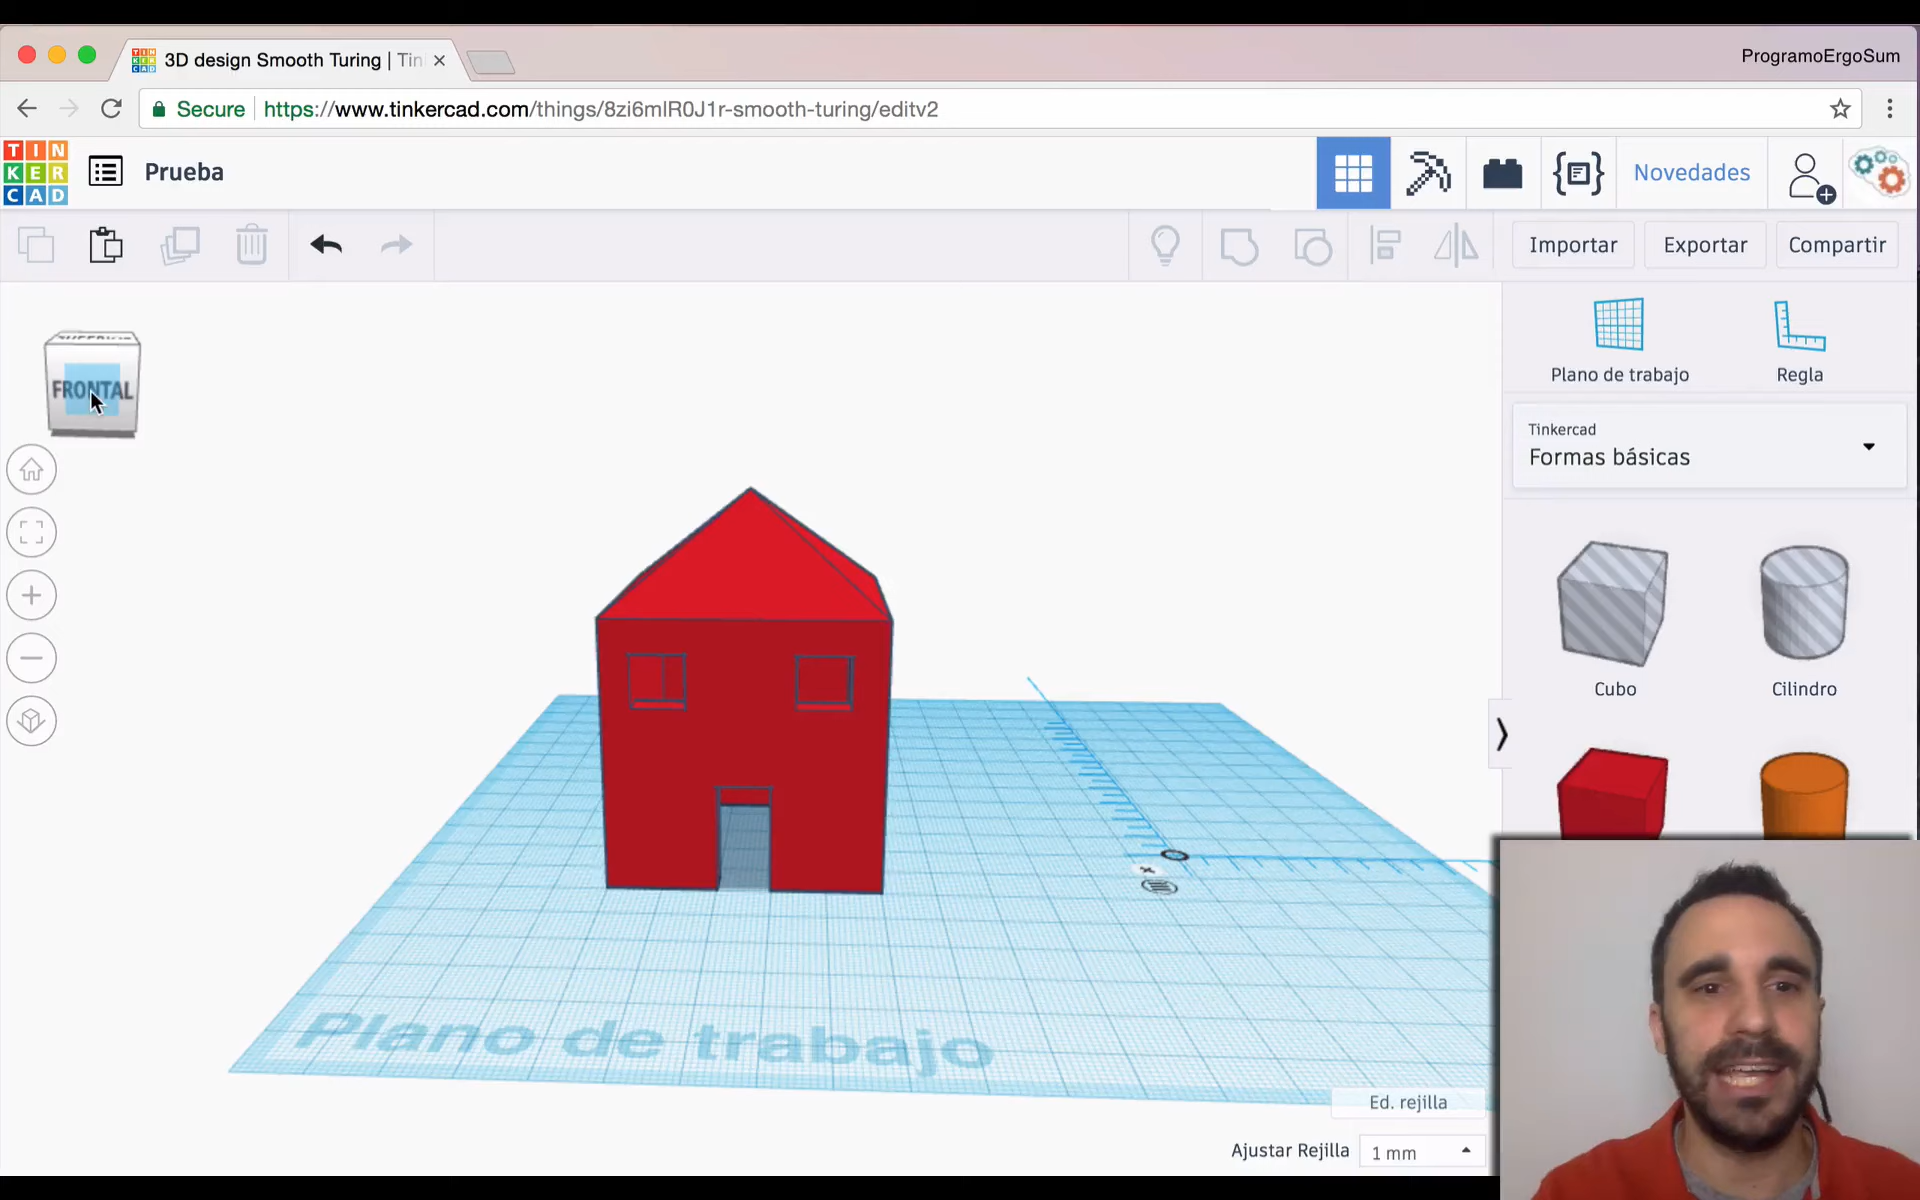 3D design Smooth Turing | Tin
ProgramoErgoSum
Secure
https://www.tinkercad.com/things/8zi6mlR0J1r-smooth-turing/editv2
TIN
KER
CAD
Prueba
Novedades
Importar
Exportar
Compartir
SUPERIOR
FRONTAL
Plano de trabajo
Regla
Tinkercad
Formas básicas
Cubo
Cilindro
Plano de trabajo
Ed. rejilla
Ajustar Rejilla
1 mm